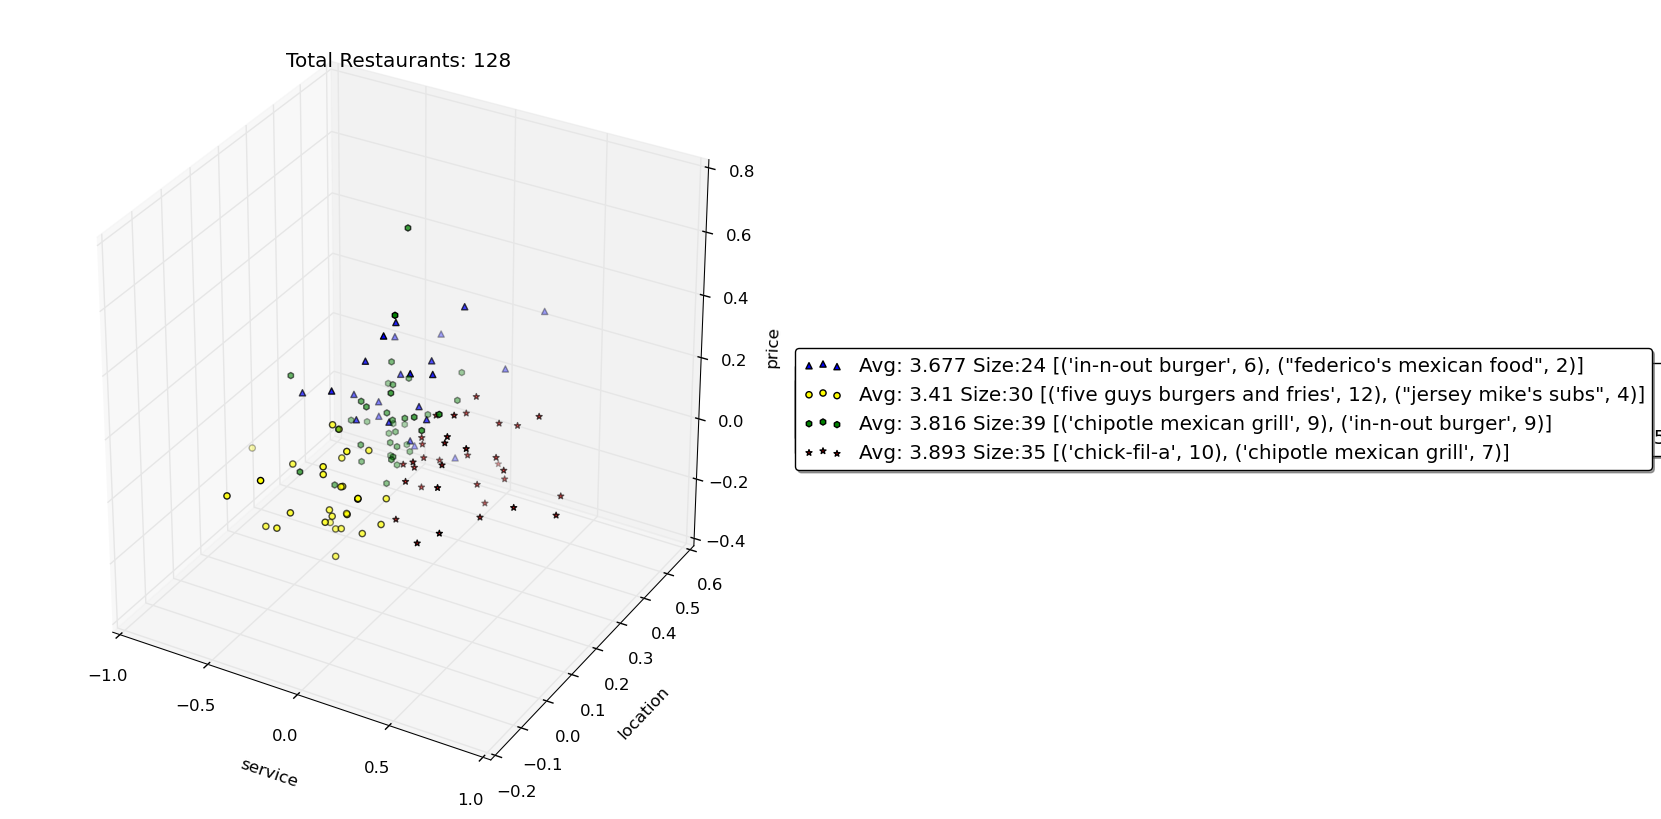 Total Restaurants: 128
0.8
0.6
0.4
0.2
0.0
−0.2
−0.4
price
Avg: 3.677 Size:24 [('in-n-out burger', 6), ("federico's mexican food", 2)]
Avg: 3.41 Size:30 [('five guys burgers and fries', 12), ("jersey mike's subs", 4)]
Avg: 3.816 Size:39 [('chipotle mexican grill', 9), ('in-n-out burger', 9)]
Avg: 3.893 Size:35 [('chick-fil-a', 10), ('chipotle mexican grill', 7)]
0.6
0.5
0.4
0.3
0.2
0.1
0.0
−0.1
−0.2
location
−1.0
−0.5
0.0
0.5
1.0
service